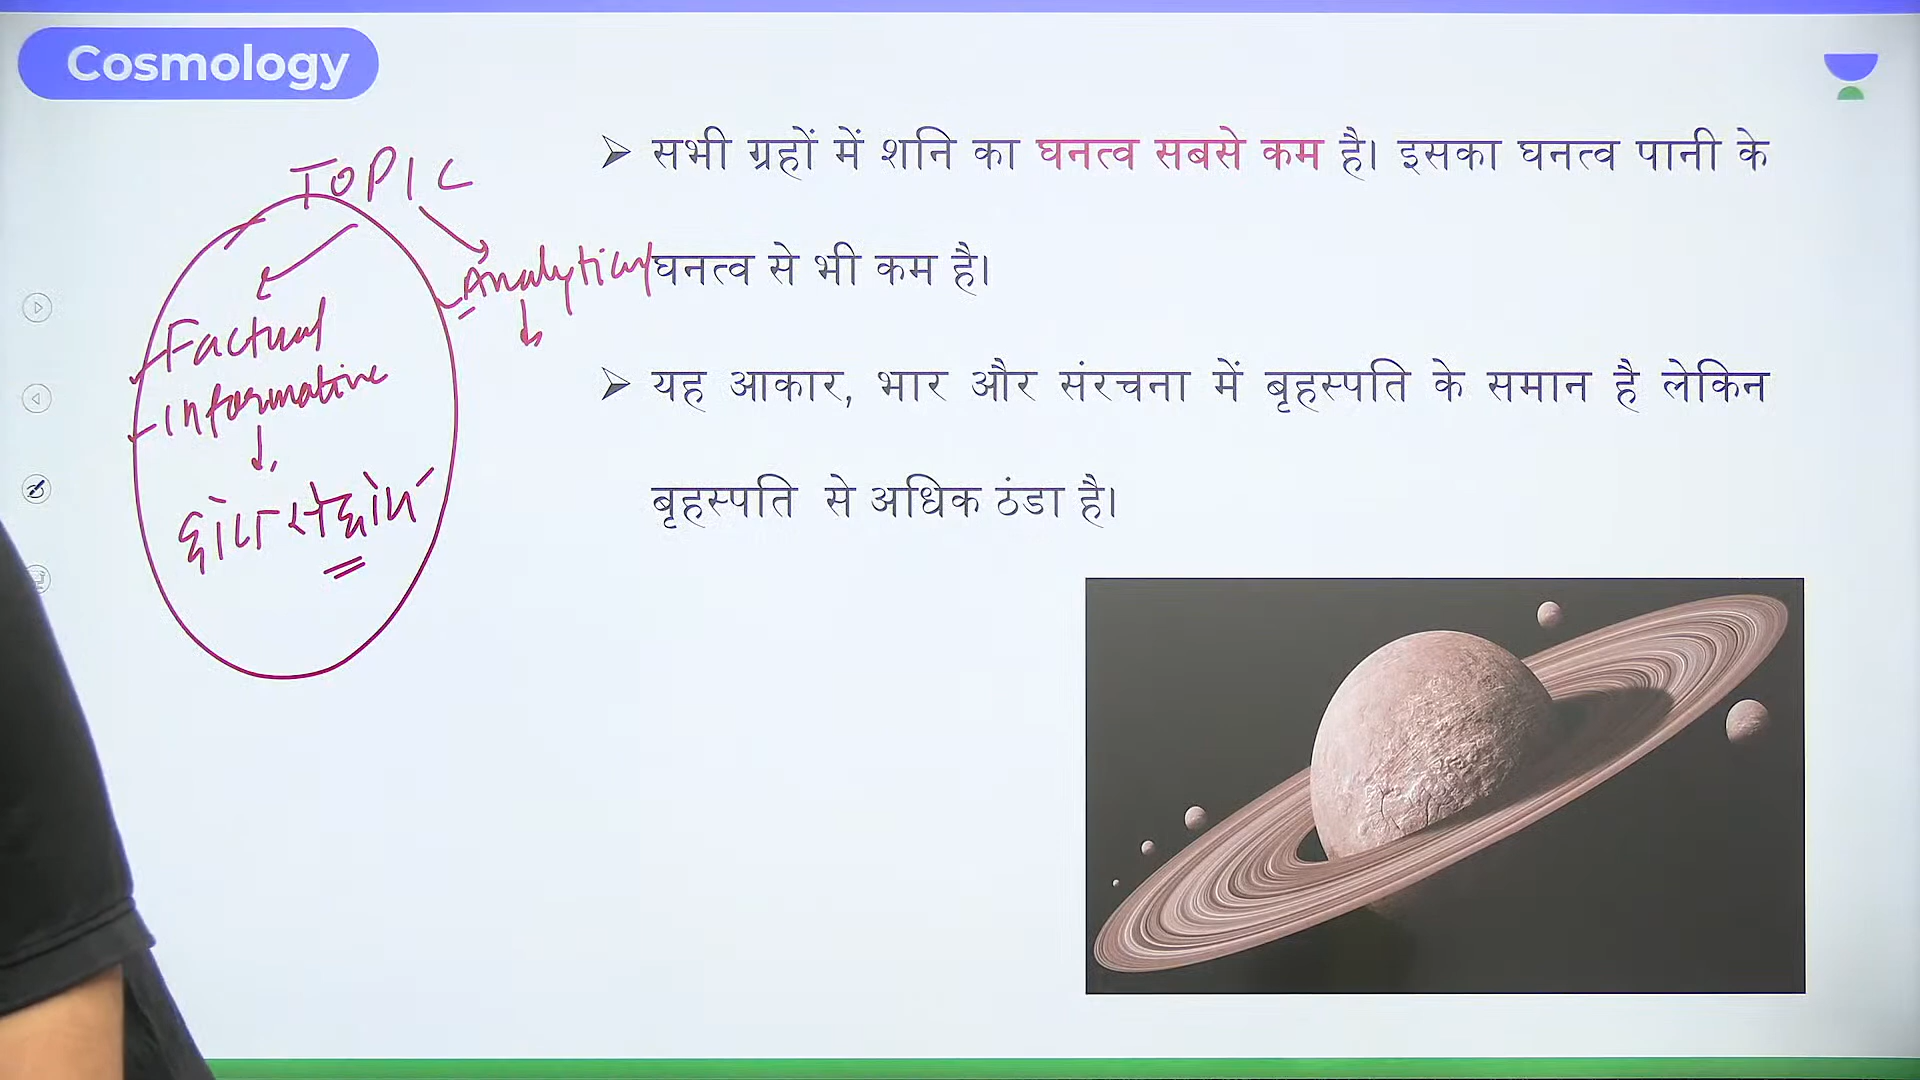 Cosmology
सभी ग्रहों में शनि का घनत्व सबसे कम है। इसका घनत्व पानी के
घनत्व से भी कम है।
यह आकार, भार और संरचना में बृहस्पति के समान है लेकिन
बृहस्पति से अधिक ठंडा है।
TOPIC
Analytical
Factual
informative